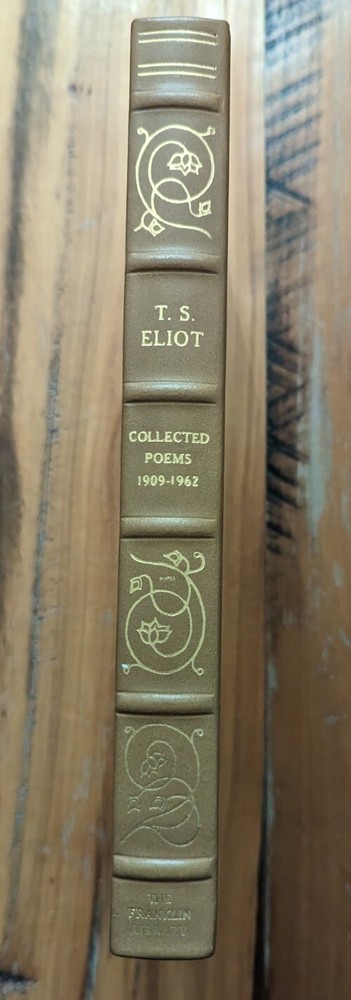 T. S.
ELIOT
COLLECTED
POEMS
1909-1962
THE
FRANKLIN
LIBRARY